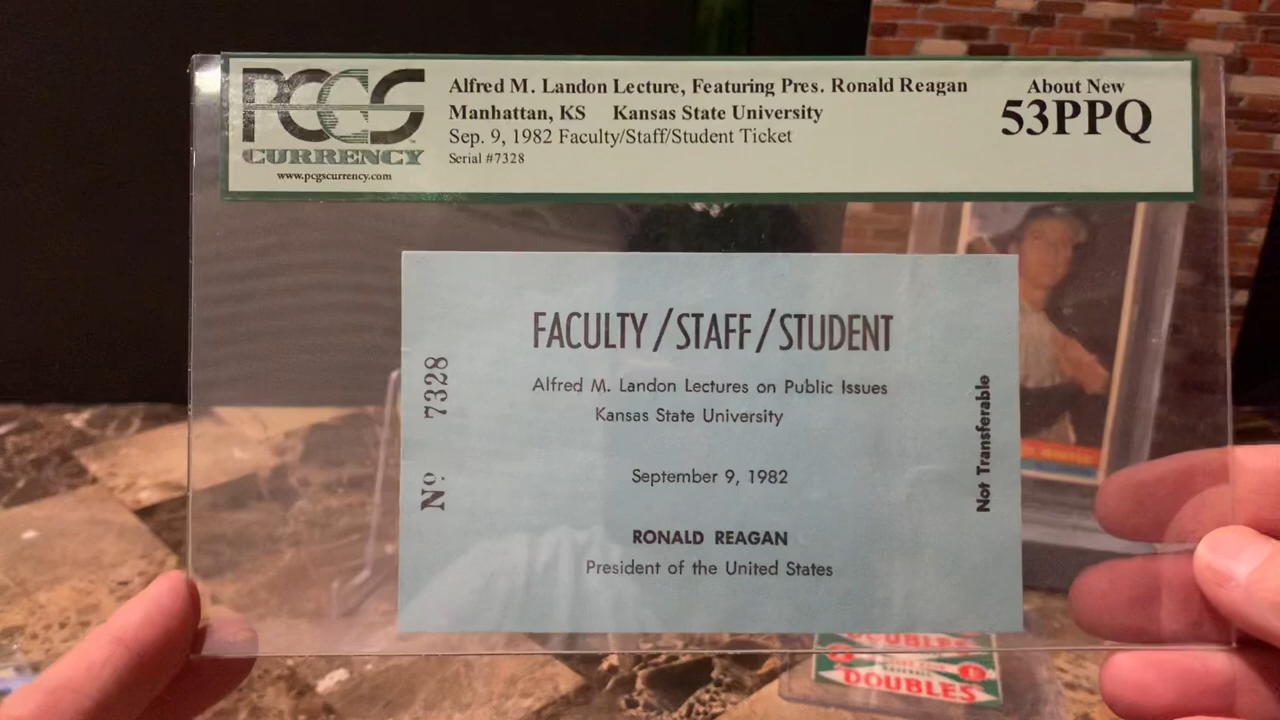 PCGS
CURRENCY
www.pcgscurrency.com
Alfred M. Landon Lecture, Featuring Pres. Ronald Reagan
Manhattan, KS Kansas State University
Sep. 9, 1982 Faculty/Staff/Student Ticket
Serial #7328
About New
53PPQ
FACULTY/STAFF/STUDENT
Alfred M. Landon Lectures on Public Issues
Kansas State University
September 9, 1982
RONALD REAGAN
President of the United States
Nº 7328
Not Transferable
DOUBLES
DOUBLES